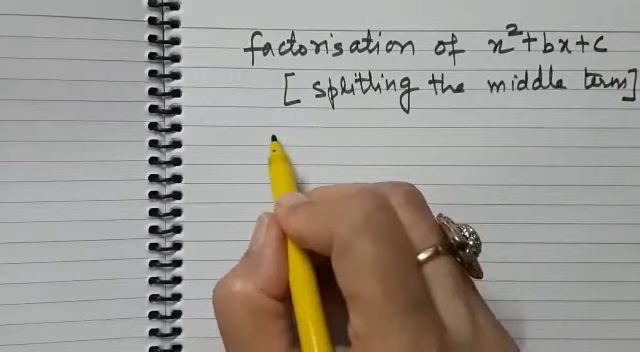 factorisation of x²+bx+c
[ splitting the middle term]